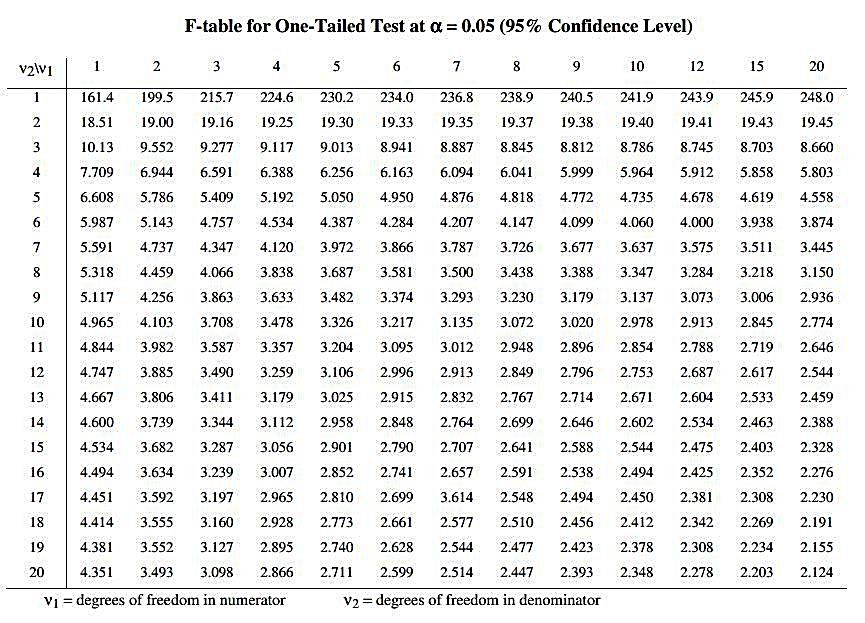 F-table for One-Tailed Test at α = 0.05 (95% Confidence Level)
ν2\ν1 1 2 3 4 5 6 7 8 9 10 12 15 20
1 161.4 199.5 215.7 224.6 230.2 234.0 236.8 238.9 240.5 241.9 243.9 245.9 248.0
2 18.51 19.00 19.16 19.25 19.30 19.33 19.35 19.37 19.38 19.40 19.41 19.43 19.45
3 10.13 9.552 9.277 9.117 9.013 8.941 8.887 8.845 8.812 8.786 8.745 8.703 8.660
4 7.709 6.944 6.591 6.388 6.256 6.163 6.094 6.041 5.999 5.964 5.912 5.858 5.803
5 6.608 5.786 5.409 5.192 5.050 4.950 4.876 4.818 4.772 4.735 4.678 4.619 4.558
6 5.987 5.143 4.757 4.534 4.387 4.284 4.207 4.147 4.099 4.060 4.000 3.938 3.874
7 5.591 4.737 4.347 4.120 3.972 3.866 3.787 3.726 3.677 3.637 3.575 3.511 3.445
8 5.318 4.459 4.066 3.838 3.687 3.581 3.500 3.438 3.388 3.347 3.284 3.218 3.150
9 5.117 4.256 3.863 3.633 3.482 3.374 3.293 3.230 3.179 3.137 3.073 3.006 2.936
10 4.965 4.103 3.708 3.478 3.326 3.217 3.135 3.072 3.020 2.978 2.913 2.845 2.774
11 4.844 3.982 3.587 3.357 3.204 3.095 3.012 2.948 2.896 2.854 2.788 2.719 2.646
12 4.747 3.885 3.490 3.259 3.106 2.996 2.913 2.849 2.796 2.753 2.687 2.617 2.544
13 4.667 3.806 3.411 3.179 3.025 2.915 2.832 2.767 2.714 2.671 2.604 2.533 2.459
14 4.600 3.739 3.344 3.112 2.958 2.848 2.764 2.699 2.646 2.602 2.534 2.463 2.388
15 4.534 3.682 3.287 3.056 2.901 2.790 2.707 2.641 2.588 2.544 2.475 2.403 2.328
16 4.494 3.634 3.239 3.007 2.852 2.741 2.657 2.591 2.538 2.494 2.425 2.352 2.276
17 4.451 3.592 3.197 2.965 2.810 2.699 3.614 2.548 2.494 2.450 2.381 2.308 2.230
18 4.414 3.555 3.160 2.928 2.773 2.661 2.577 2.510 2.456 2.412 2.342 2.269 2.191
19 4.381 3.552 3.127 2.895 2.740 2.628 2.544 2.477 2.423 2.378 2.308 2.234 2.155
20 4.351 3.493 3.098 2.866 2.711 2.599 2.514 2.447 2.393 2.348 2.278 2.203 2.124
ν1 = degrees of freedom in numerator ν2 = degrees of freedom in denominator